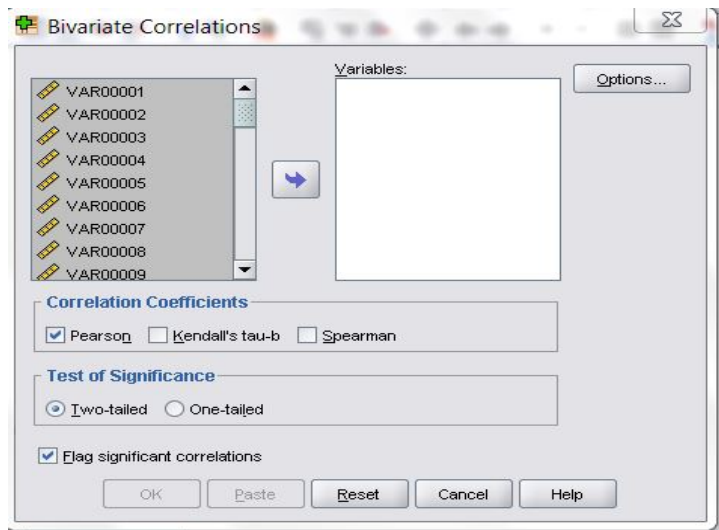 Bivariate Correlations
Variables:
Options...
VAR00001
VAR00002
VAR00003
VAR00004
VAR00005
VAR00006
VAR00007
VAR00008
VAR00009
Correlation Coefficients
Pearson Kendall's tau-b Spearman
Test of Significance
Two-tailed One-tailed
Flag significant correlations
OK Paste Reset Cancel Help